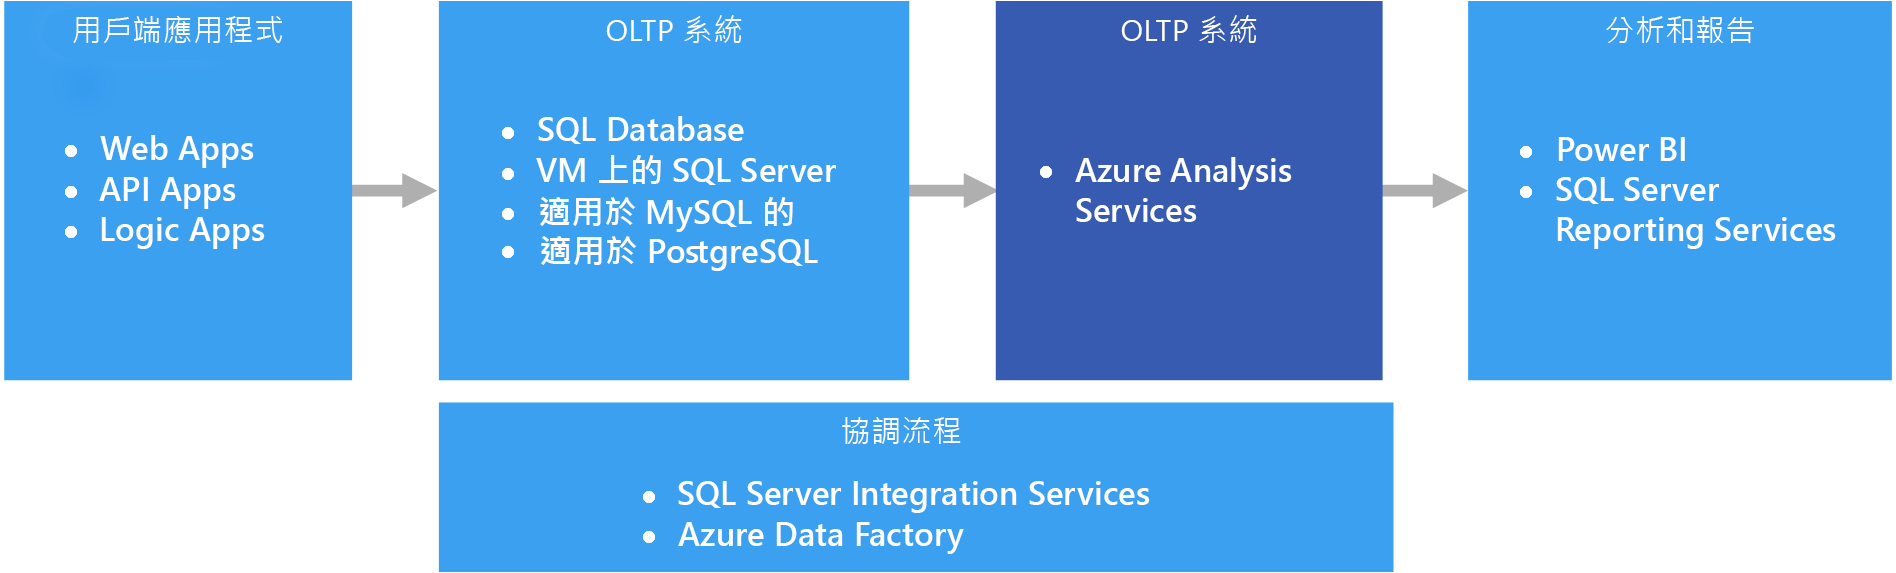 用戶端應用程式
Web Apps
API Apps
Logic Apps
OLTP 系統
SQL Database
VM 上的 SQL Server
適用於 MySQL 的
適用於 PostgreSQL
OLTP 系統
Azure Analysis
Services
分析和報告
Power BI
SQL Server
Reporting Services
協調流程
SQL Server Integration Services
Azure Data Factory